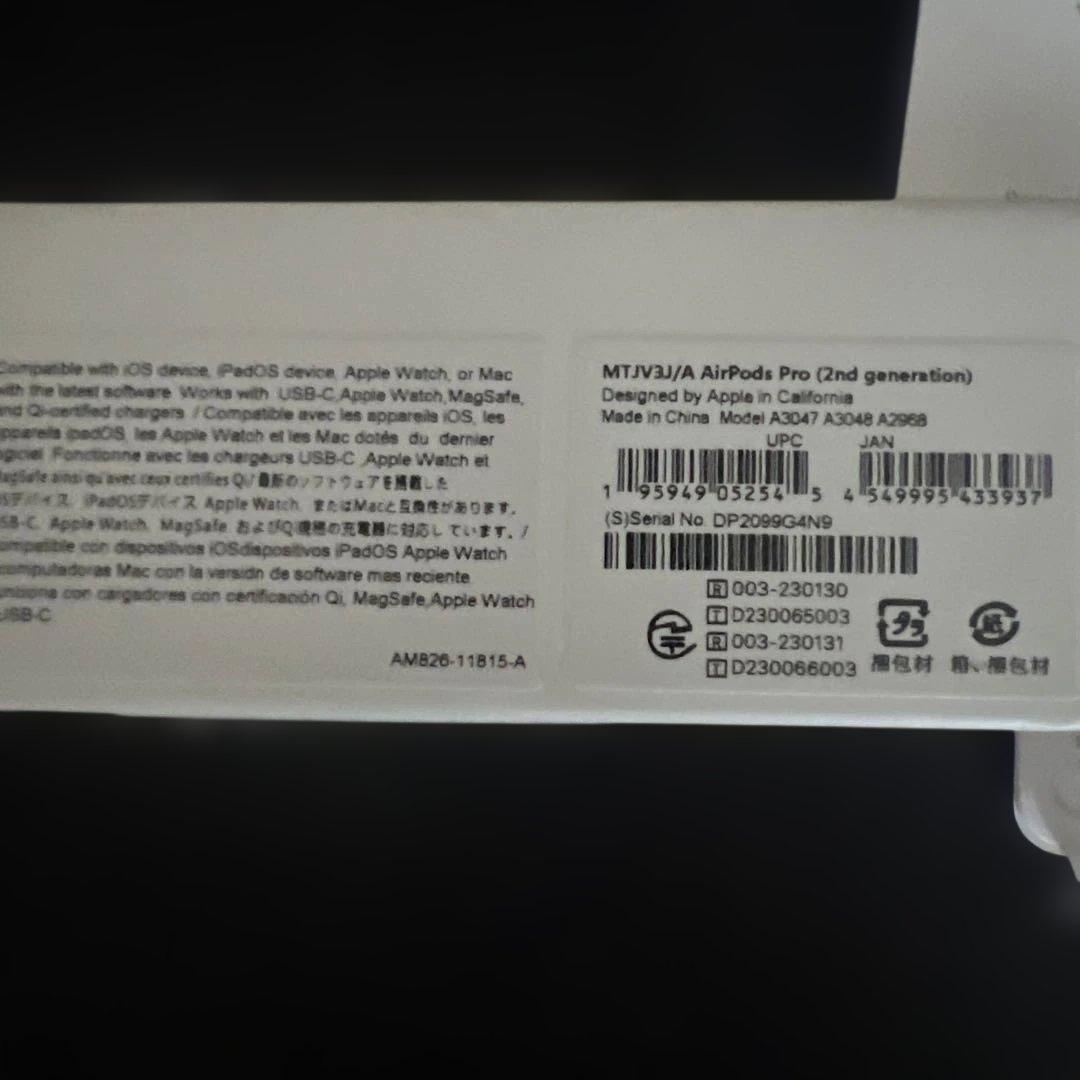 Compatible with iOS device, iPadOS device, Apple Watch, or Mac
with the latest software. Works with USB-C,Apple Watch,MagSafe,
and Qi-certified chargers. / Compatible avec les appareils iOS, les
appareils ipadOS, les Apple Watch et les Mac dotés du dernier
logiciel Fonctionne avec les chargeurs USB-C ,Apple Watch et
MagSafe ainsi qu avec ceux certifies Qi/最新のソフトウェアを搭載した
OSデバイス, iPadOSデバイス, Apple Watch, またはMacと互換性があります。
USB-C, Apple Watch, MagSafe, およびQi規格の充電器に対応しています。/
compatible con dispositivos iOSdispositivos iPadOS Apple Watch
computadoras Mac con la versidn de software mas reciente
funciona con cargadores con certificación Qi, MagSafe,Apple Watch
USB-C
AM826-11815-A
MTJV3J/A AirPods Pro (2nd generation)
Designed by Apple in California
Made in China Model A3047 A3048 A2968
UPC JAN
1 95949 05254 5 4 549995 433937
(S)Serial No. DP2099G4N9
R 003-230130
T D230065003
R 003-230131
T D230066003
プラ 紙
梱包材 箱、梱包材